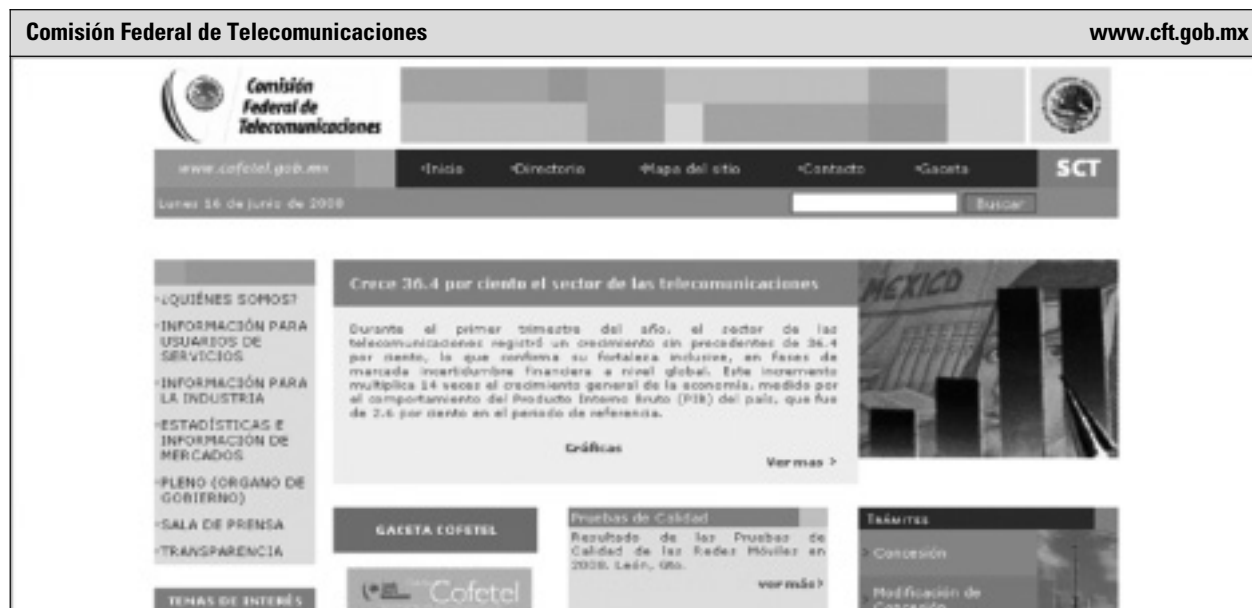 Comisión Federal de Telecomunicaciones
www.cft.gob.mx
Comisión
Federal de
Telecomunicaciones
www.cofetel.gob.mx
Inicio
Directorio
Mapa del sitio
Contacto
Gaceta
SCT
Lunes 16 de junio de 2008
Buscar
¿QUIÉNES SOMOS?
INFORMACIÓN PARA
USUARIOS DE
SERVICIOS
INFORMACIÓN PARA
LA INDUSTRIA
ESTADÍSTICAS E
INFORMACIÓN DE
MERCADOS
PLENO (ORGANO DE
GOBIERNO)
SALA DE PRENSA
TRANSPARENCIA
TEMAS DE INTERÉS
Crece 36.4 por ciento el sector de las telecomunicaciones
Durante el primer trimestre del año, el sector de las
telecomunicaciones registró un crecimiento sin precedentes de 36.4
por ciento, lo que confirma su fortaleza inclusive, en fases de
marcada incertidumbre financiera a nivel global. Este incremento
multiplica 14 veces el crecimiento general de la economía, medido por
el comportamiento del Producto Interno Bruto (PIB) del país, que fue
de 2.6 por ciento en el periodo de referencia.
Gráficas
Ver mas >
MEXICO
GACETA COFETEL
Cofetel
Pruebas de Calidad
Resultado de las Pruebas de
Calidad de las Redes Móviles en
2008. León, Gto.
ver más>
TRÁMITES
Concesión
Modificación de
Concesión